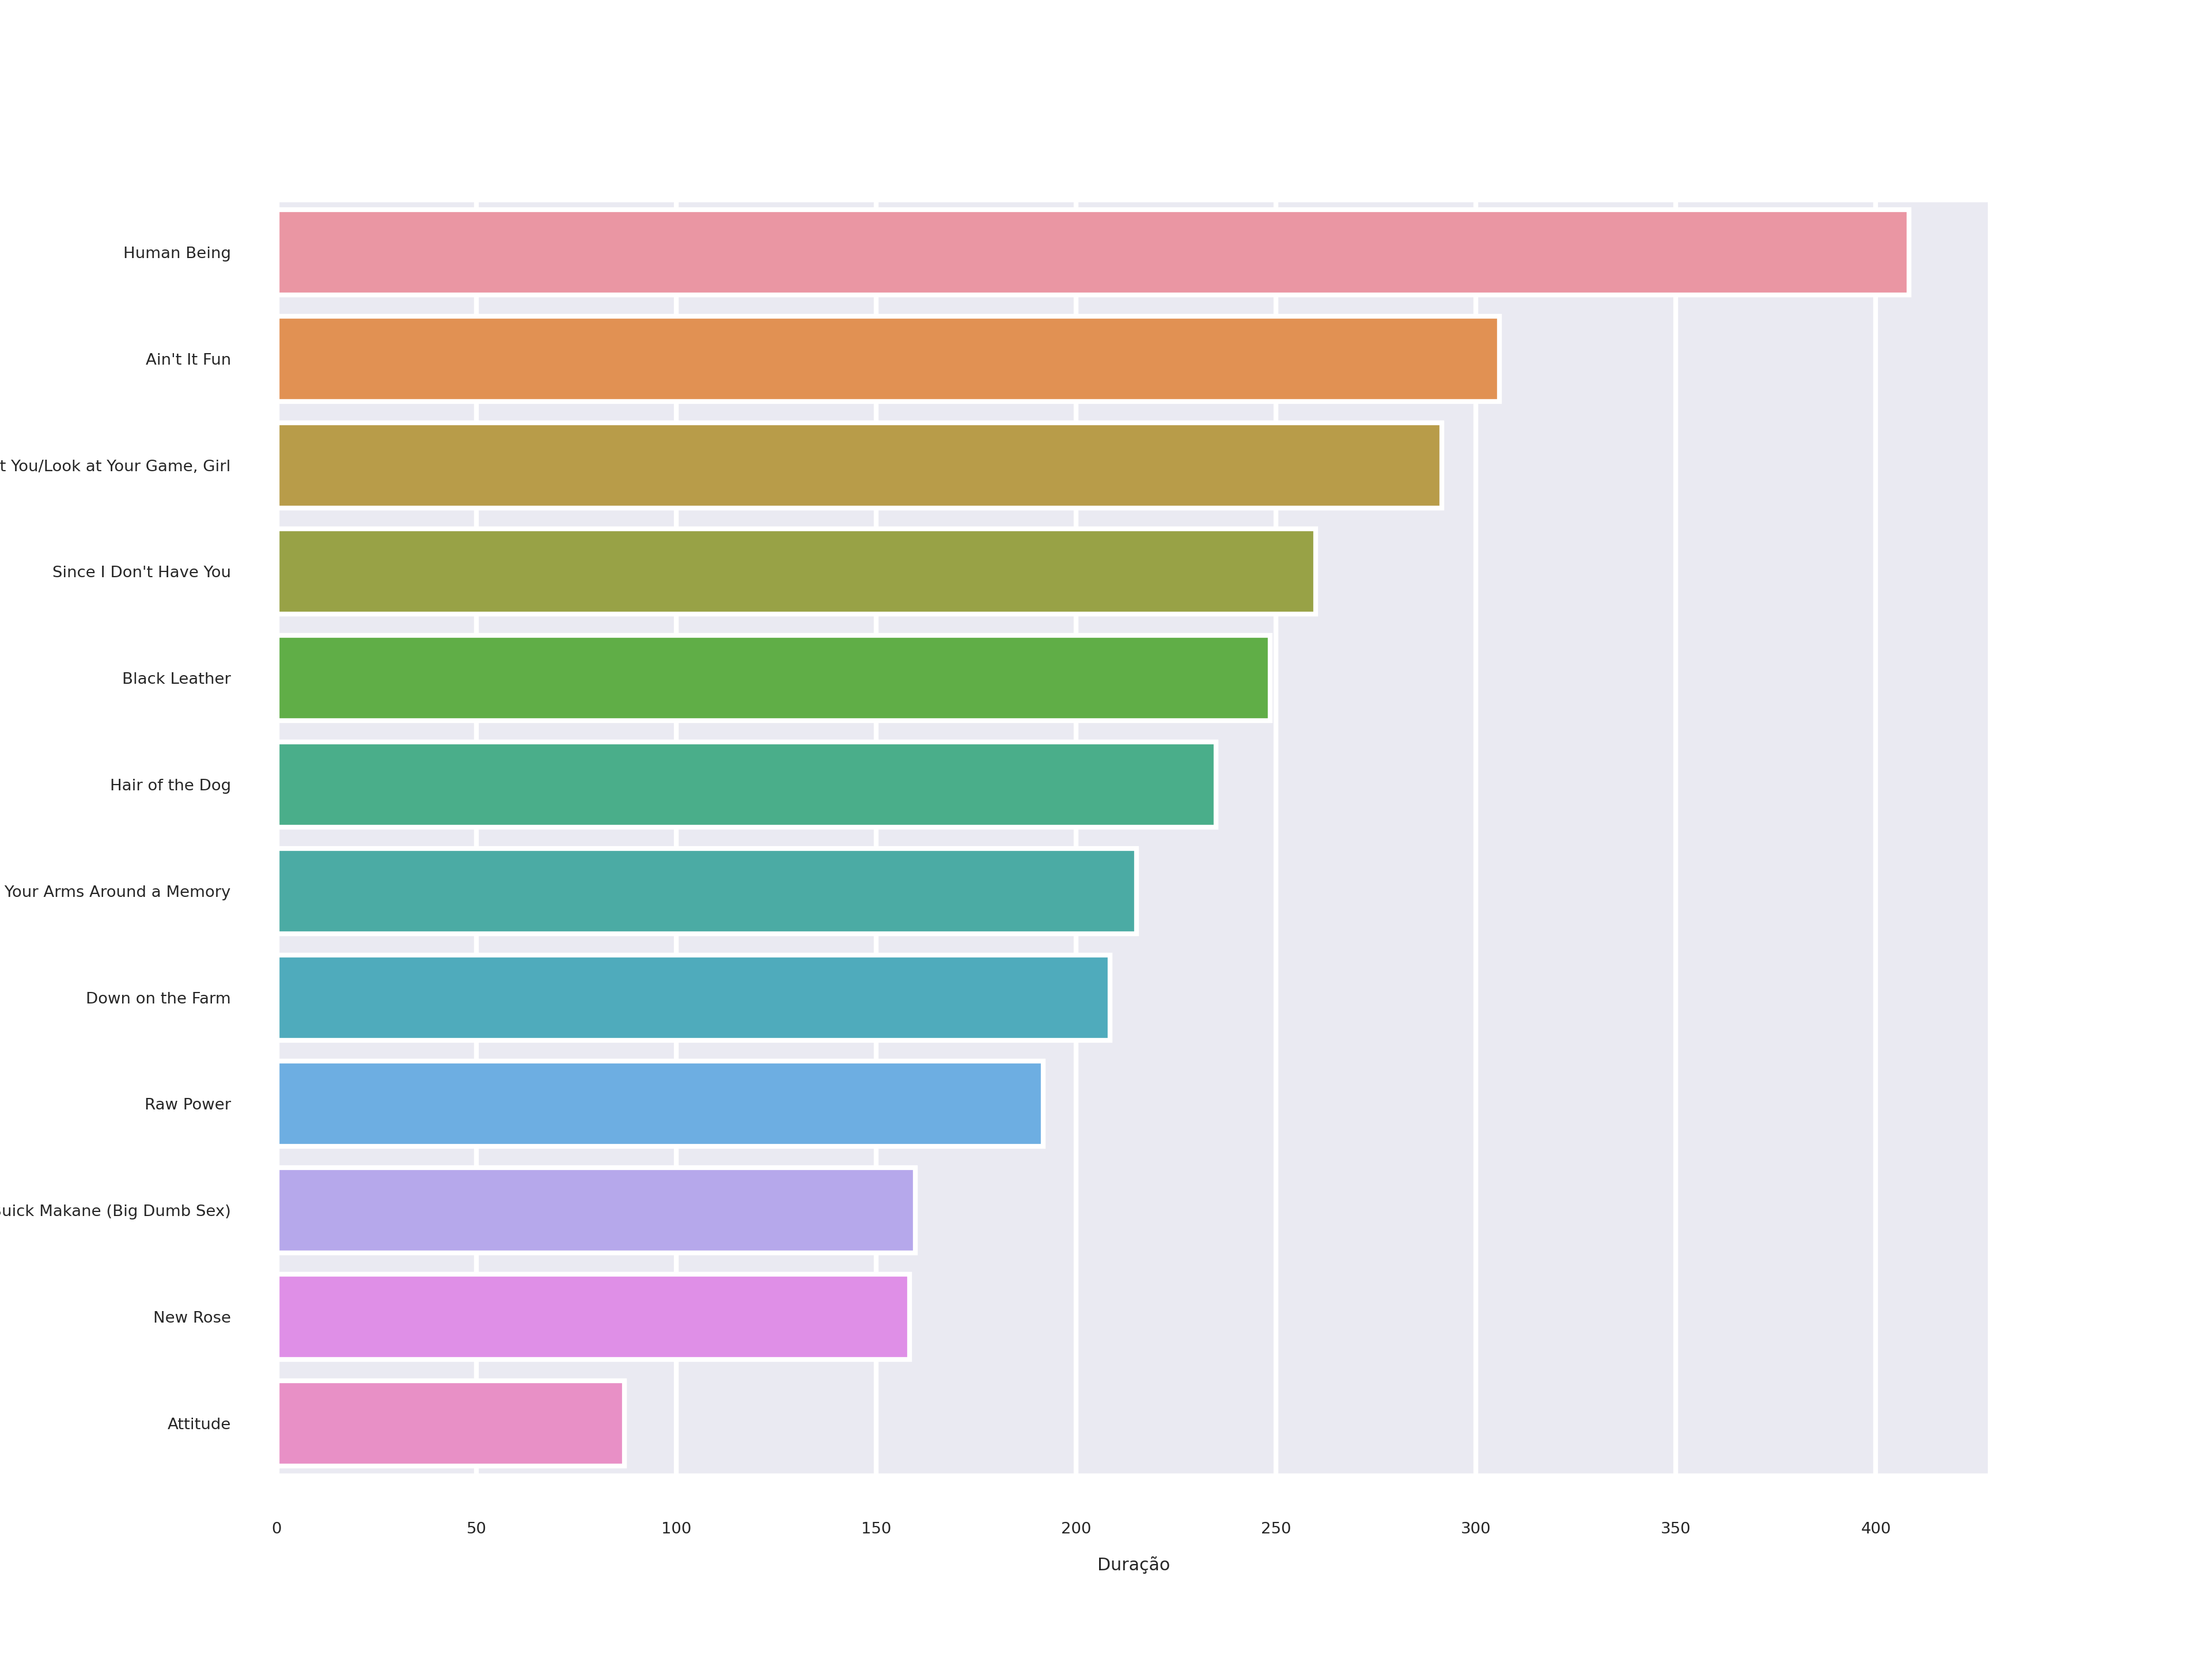 Human Being
Ain't It Fun
t You/Look at Your Game, Girl
Since I Don't Have You
Black Leather
Hair of the Dog
Your Arms Around a Memory
Down on the Farm
Raw Power
Makane (Big Dumb Sex)
New Rose
Attitude
0 50 100 150 200 250 300 350 400
Duração